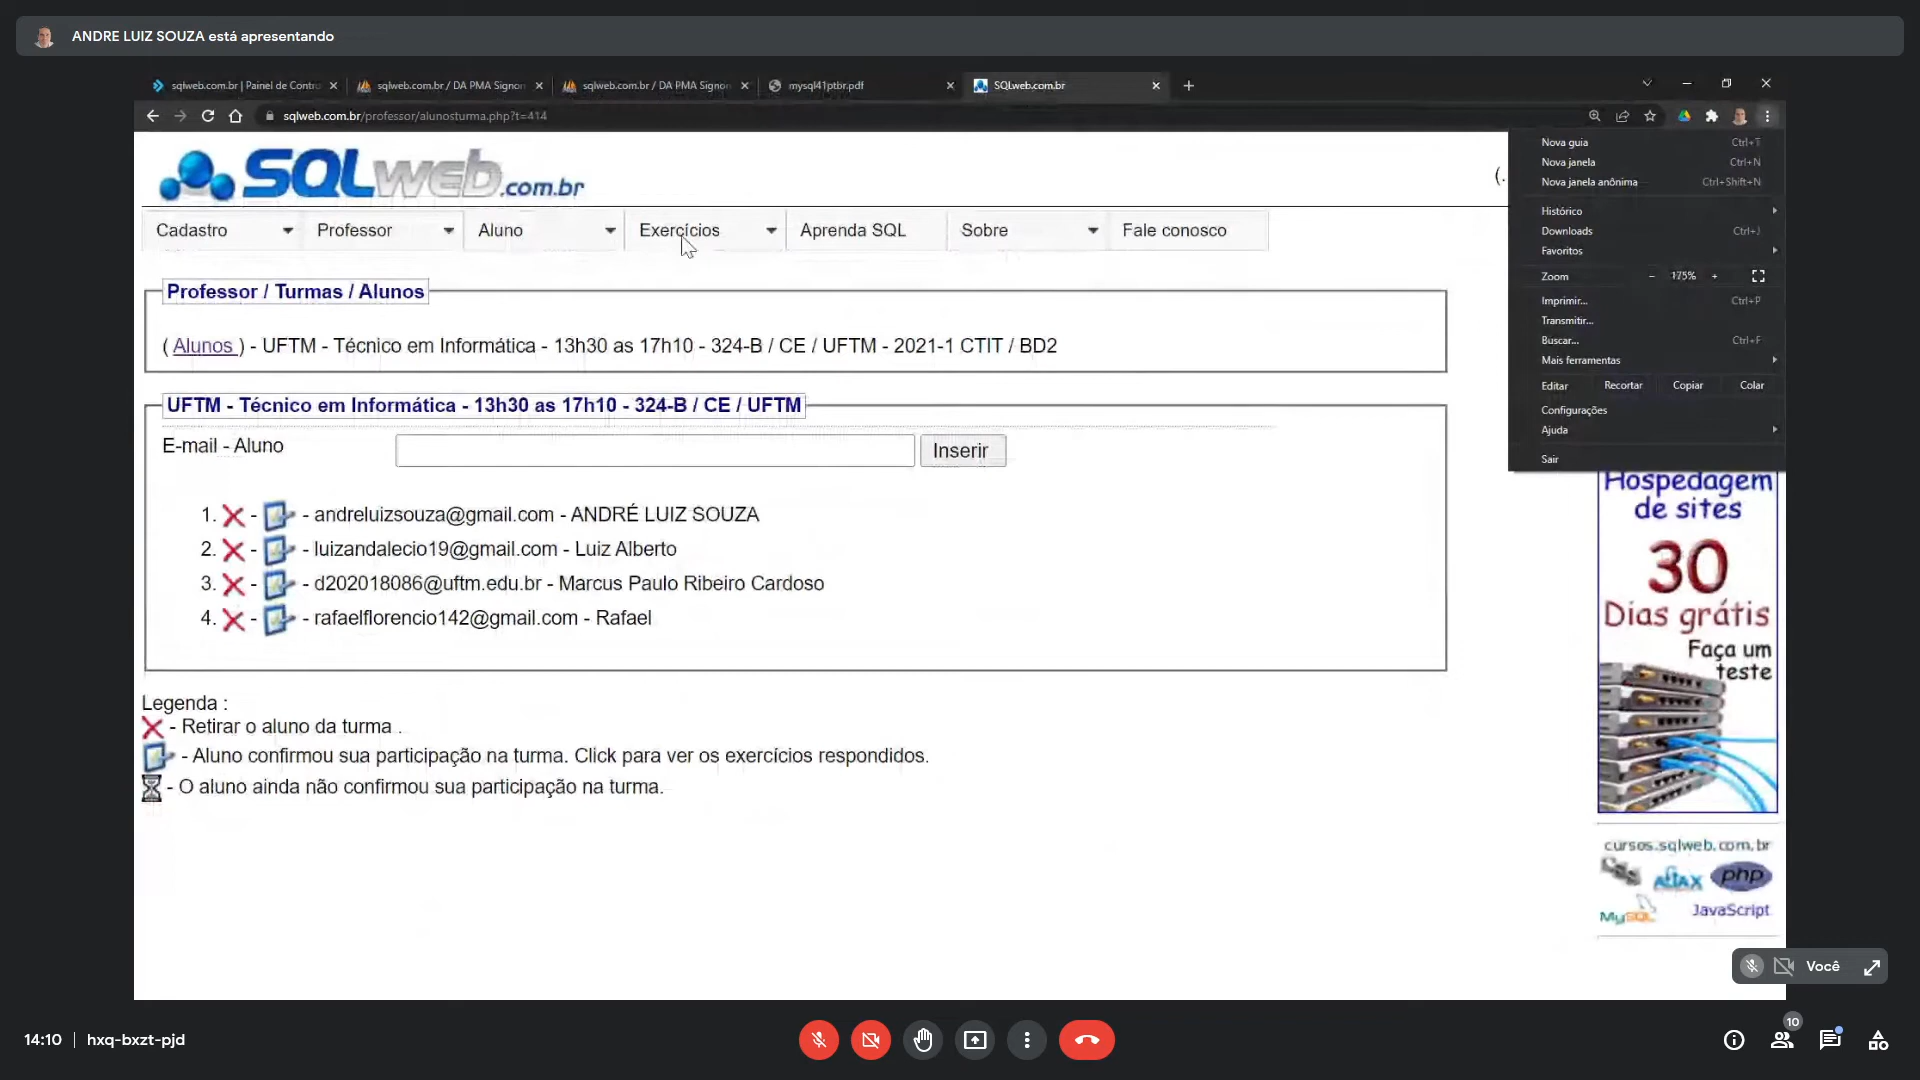 ANDRE LUIZ SOUZA está apresentando
sqlweb.com.br | Painel de Contro
sqlweb.com.br / DA PMA Signon
sqlweb.com.br / DA PMA Signon
mysql41ptbr.pdf
SQLweb.com.br
sqlweb.com.br/professor/alunosturma.php?t=414
SQLweb.com.br
(.
Cadastro
Professor
Aluno
Exercícios
Aprenda SQL
Sobre
Fale conosco
Professor / Turmas / Alunos
( Alunos ) - UFTM - Técnico em Informática - 13h30 as 17h10 - 324-B / CE / UFTM - 2021-1 CTIT / BD2
UFTM - Técnico em Informática - 13h30 as 17h10 - 324-B / CE / UFTM
E-mail - Aluno
Inserir
1. - - andreluizsouza@gmail.com - ANDRÉ LUIZ SOUZA
2. - - luizandalecio19@gmail.com - Luiz Alberto
3. - - d202018086@uftm.edu.br - Marcus Paulo Ribeiro Cardoso
4. - - rafaelflorencio142@gmail.com - Rafael
Legenda :
- Retirar o aluno da turma .
- Aluno confirmou sua participação na turma. Click para ver os exercícios respondidos.
- O aluno ainda não confirmou sua participação na turma.
Nova guia Ctrl+T
Nova janela Ctrl+N
Nova janela anônima Ctrl+Shift+N
Histórico
Downloads Ctrl+J
Favoritos
Zoom - 175% +
Imprimir... Ctrl+P
Transmitir...
Buscar... Ctrl+F
Mais ferramentas
Editar Recortar Copiar Colar
Configurações
Ajuda
Sair
Hospedagem
de sites
30
Dias grátis
Faça um
teste
cursos.sqlweb.com.br
AJAX
php
MySQL
JavaScript
Você
14:10 | hxq-bxzt-pjd
10